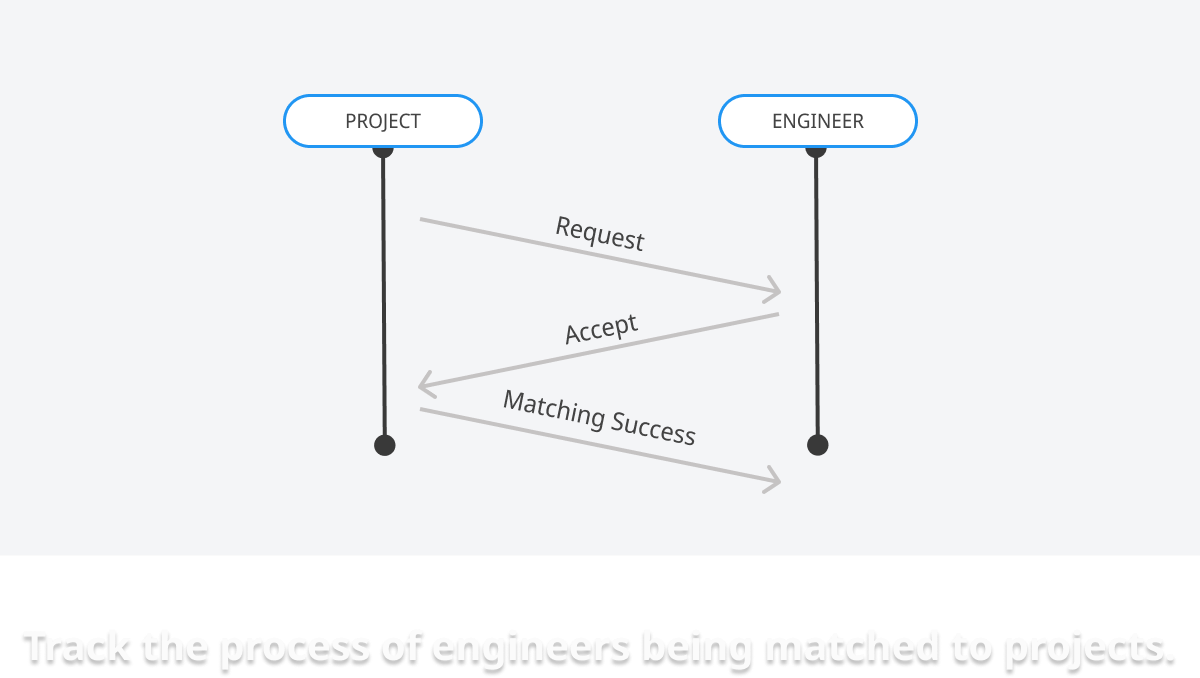 PROJECT
ENGINEER
Request
Accept
Matching Success
Track the process of engineers being matched to projects.